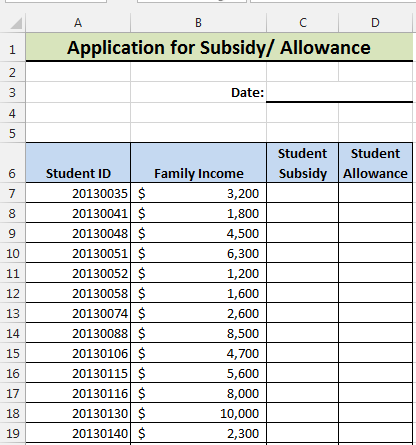 A B C D
1 Application for Subsidy/ Allowance
2
3 Date:
4
5
6 Student ID Family Income Student Subsidy Student Allowance
7 20130035 $ 3,200
8 20130041 $ 1,800
9 20130048 $ 4,500
10 20130051 $ 6,300
11 20130052 $ 1,200
12 20130058 $ 1,600
13 20130074 $ 2,600
14 20130088 $ 8,500
15 20130106 $ 4,700
16 20130115 $ 5,600
17 20130116 $ 8,000
18 20130130 $ 10,000
19 20130140 $ 2,300